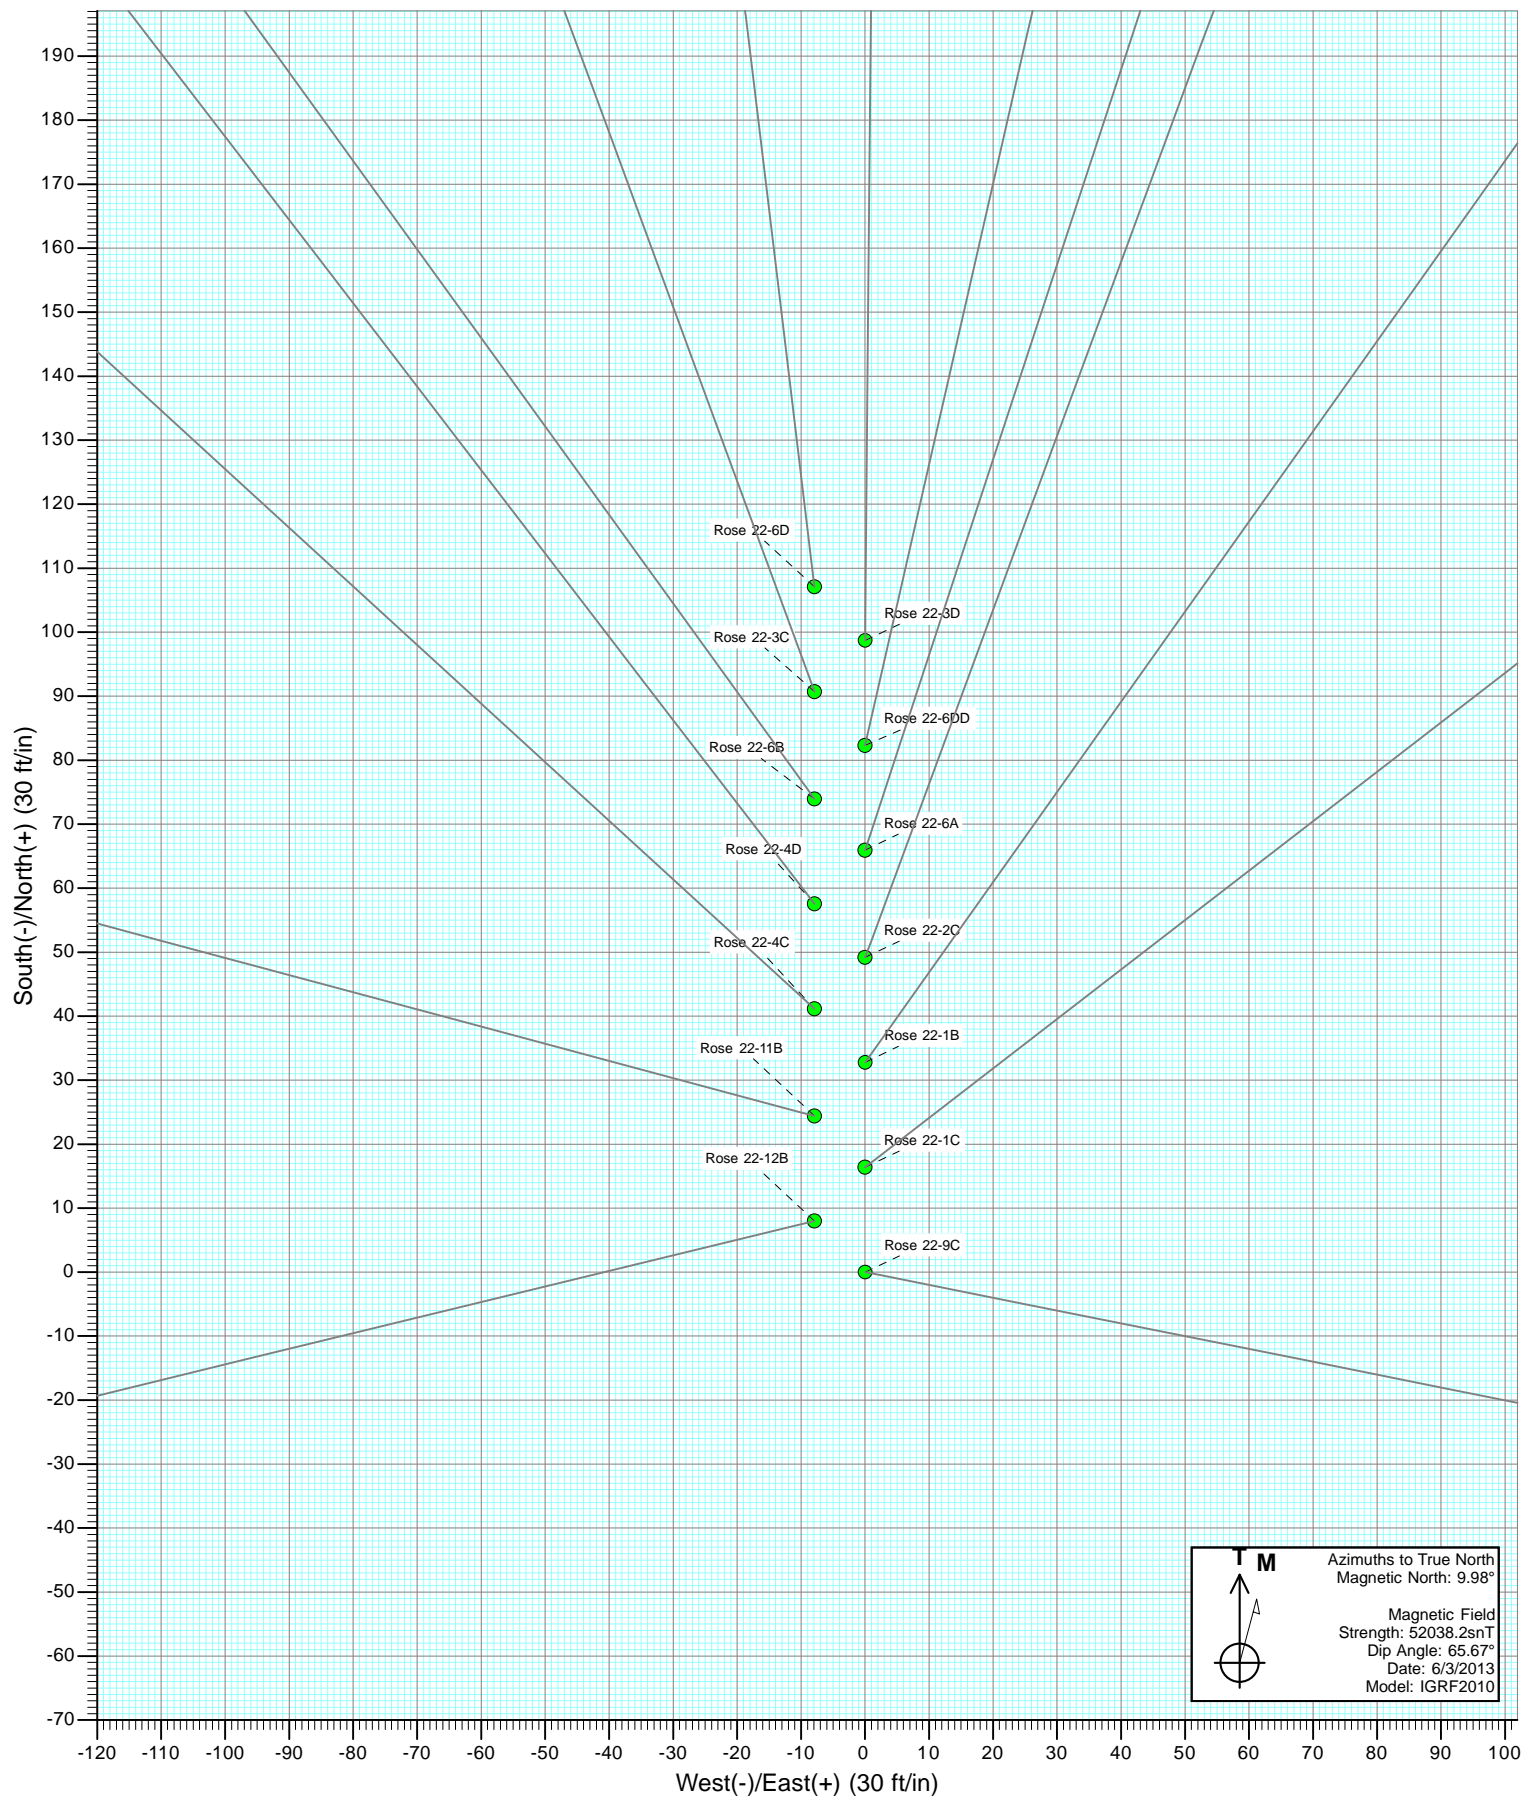 190
180
170
160
150
140
130
120
110
100
90
80
70
60
50
40
30
20
10
0
-10
-20
-30
-40
-50
-60
-70
South(-)/North(+) (30 ft/in)
Rose 22-6D
Rose 22-3D
Rose 22-3C
Rose 22-6DD
Rose 22-6B
Rose 22-6A
Rose 22-4D
Rose 22-2C
Rose 22-4C
Rose 22-1B
Rose 22-11B
Rose 22-1C
Rose 22-12B
Rose 22-9C
T M
Azimuths to True North
Magnetic North: 9.98°
Magnetic Field
Strength: 52038.2snT
Dip Angle: 65.67°
Date: 6/3/2013
Model: IGRF2010
-120 -110 -100 -90 -80 -70 -60 -50 -40 -30 -20 -10 0 10 20 30 40 50 60 70 80 90 100
West(-)/East(+) (30 ft/in)